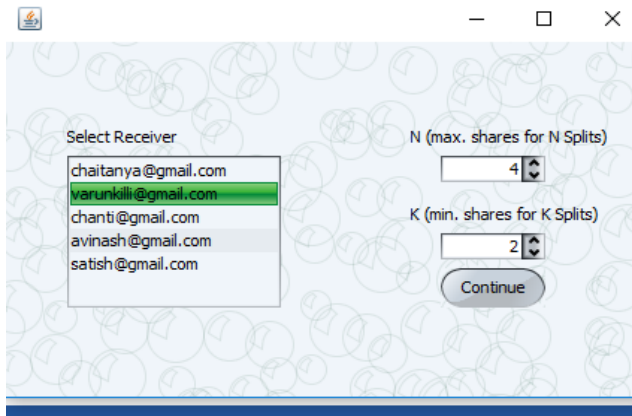 Select Receiver
chaitanya@gmail.com
varunkilli@gmail.com
chanti@gmail.com
avinash@gmail.com
satish@gmail.com
N (max. shares for N Splits)
4
K (min. shares for K Splits)
2
Continue